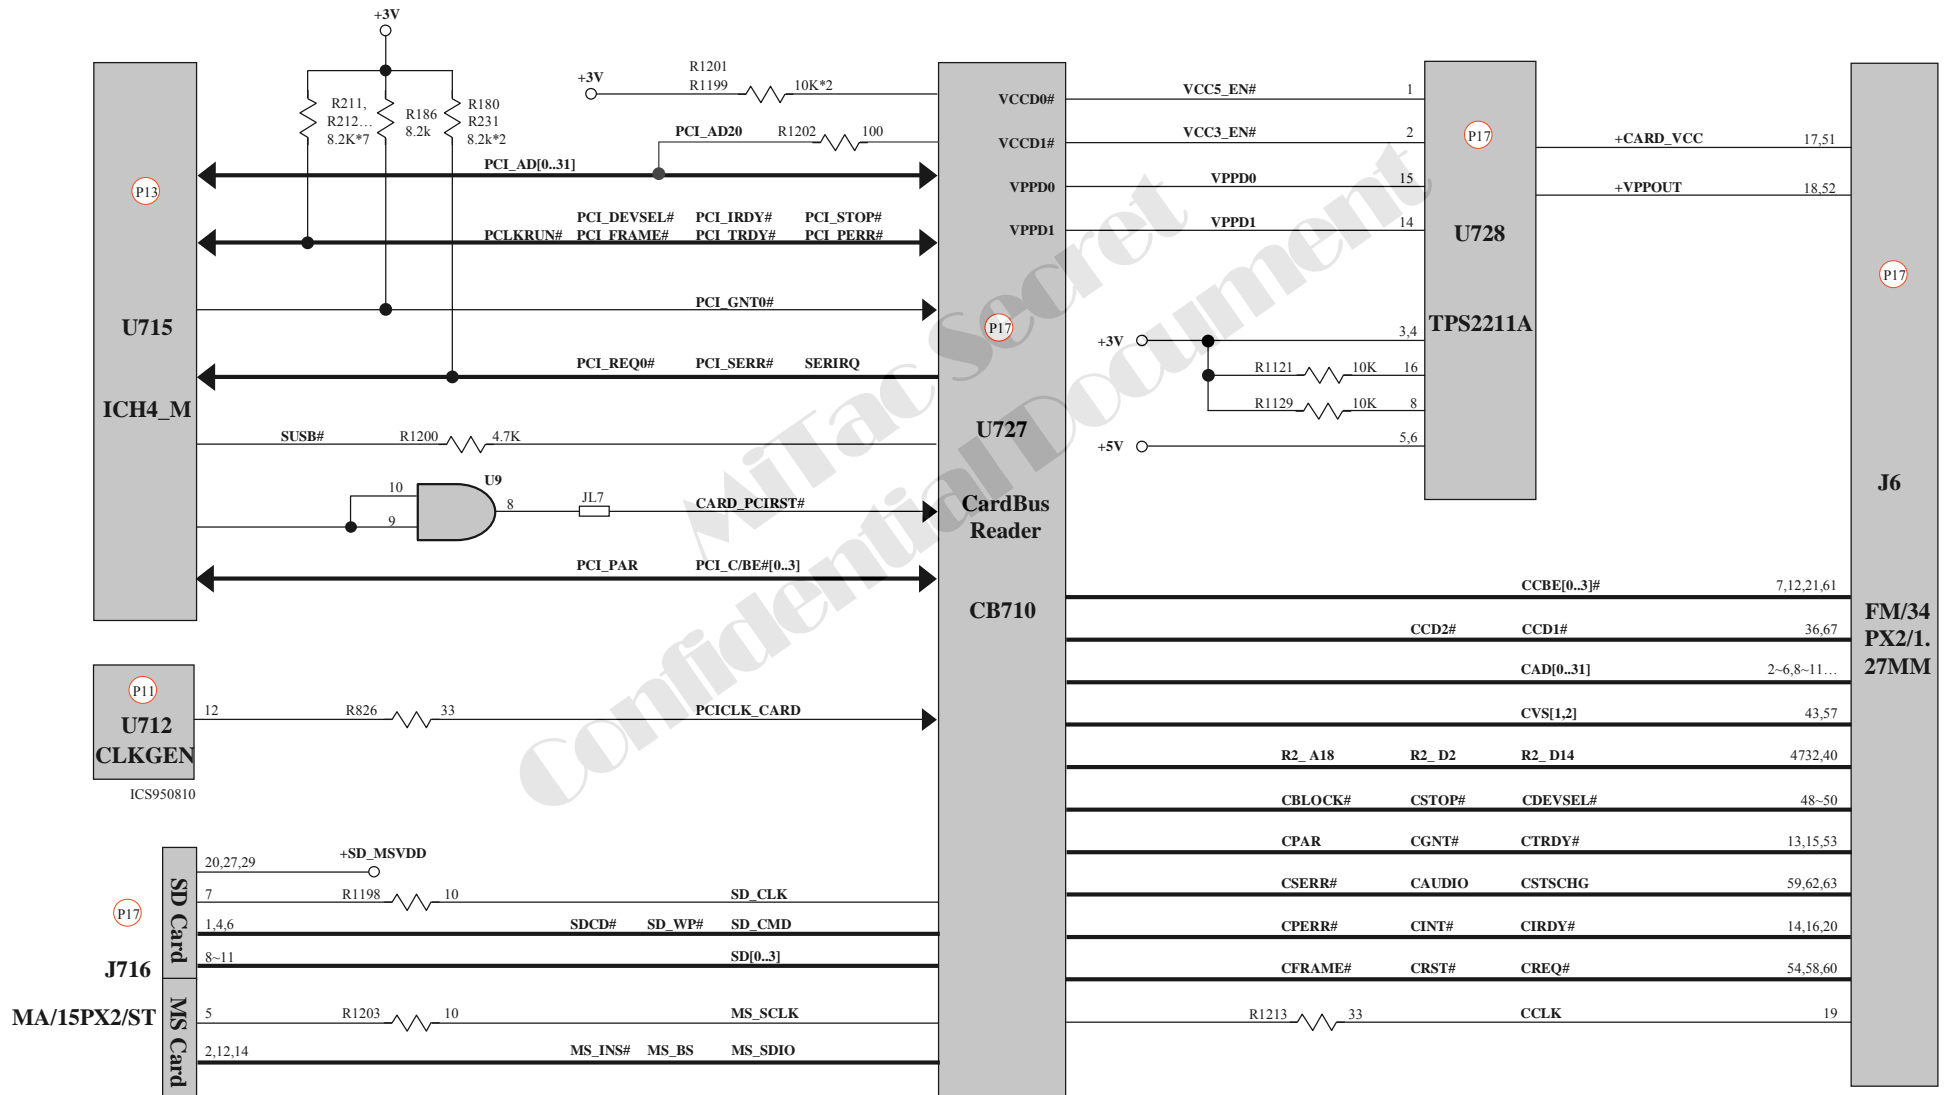 +3V
R211,
R212…
8.2K*7
R186
8.2k
R180
R231
8.2k*2
+3V
R1201
R1199
10K*2
PCI_AD20
R1202
100
PCI_AD[0..31]
PCI_DEVSEL# PCI_IRDY# PCI_STOP#
PCLKRUN# PCI_FRAME# PCI_TRDY# PCI_PERR#
PCI_GNT0#
PCI_REQ0# PCI_SERR# SERIRQ
SUSB#
R1200
4.7K
10
9
U9
8
JL7
CARD_PCIRST#
PCI_PAR PCI_C/BE#[0..3]
P13
U715
ICH4_M
P11
U712
CLKGEN
ICS950810
12
R826
33
PCICLK_CARD
P17
J716
MA/15PX2/ST
SD Card
MS Card
20,27,29
+SD_MSVDD
7
R1198
10
SD_CLK
1,4,6
SDCD# SD_WP# SD_CMD
8~11
SD[0..3]
5
R1203
10
MS_SCLK
2,12,14
MS_INS# MS_BS MS_SDIO
VCCD0#
VCCD1#
VPPD0
VPPD1
P17
U727
CardBus
Reader
CB710
VCC5_EN#
1
VCC3_EN#
2
VPPD0
15
VPPD1
14
+3V
3,4
R1121
10K
16
R1129
10K
8
+5V
5,6
P17
U728
TPS2211A
+CARD_VCC
17,51
+VPPOUT
18,52
P17
J6
FM/34
PX2/1.
27MM
CCBE[0..3]# 7,12,21,61
CCD2# CCD1# 36,67
CAD[0..31] 2~6,8~11…
CVS[1,2] 43,57
R2_ A18 R2_ D2 R2_ D14 4732,40
CBLOCK# CSTOP# CDEVSEL# 48~50
CPAR CGNT# CTRDY# 13,15,53
CSERR# CAUDIO CSTSCHG 59,62,63
CPERR# CINT# CIRDY# 14,16,20
CFRAME# CRST# CREQ# 54,58,60
R1213 33 CCLK 19
MiTac Secret
Confidential Document